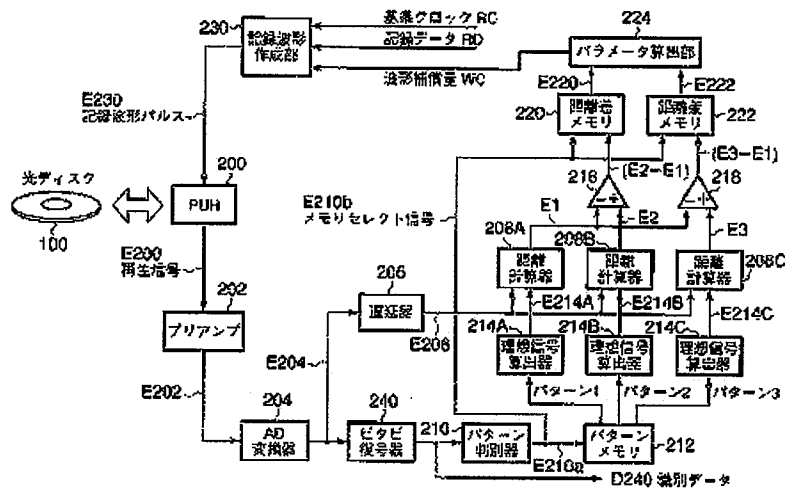 230
記録波形
作成部
基準クロック RC
記録データ RD
波形補償量 WC
224
パラメータ算出部
E220
E222
220
距離差
メモリ
距離差
メモリ
222
E230
記録波形パルス
(E2-E1)
(E3-E1)
216
218
光ディスク
100
200
PUH
E210b
メモリセレクト信号
E1
E2
E3
E200
再生信号
208A
208B
距離
計算器
距離
計算器
距離
計算器
208C
202
プリアンプ
206
遅延器
E206
E214A
E214B
E214C
214A
214B
214C
理想信号
算出器
理想信号
算出器
理想信号
算出器
E204
E202
パターン1
パターン2
パターン3
204
AD
変換器
240
ビタビ
復号器
210
パターン
判別器
E210a
パターン
メモリ
212
D240 識別データ